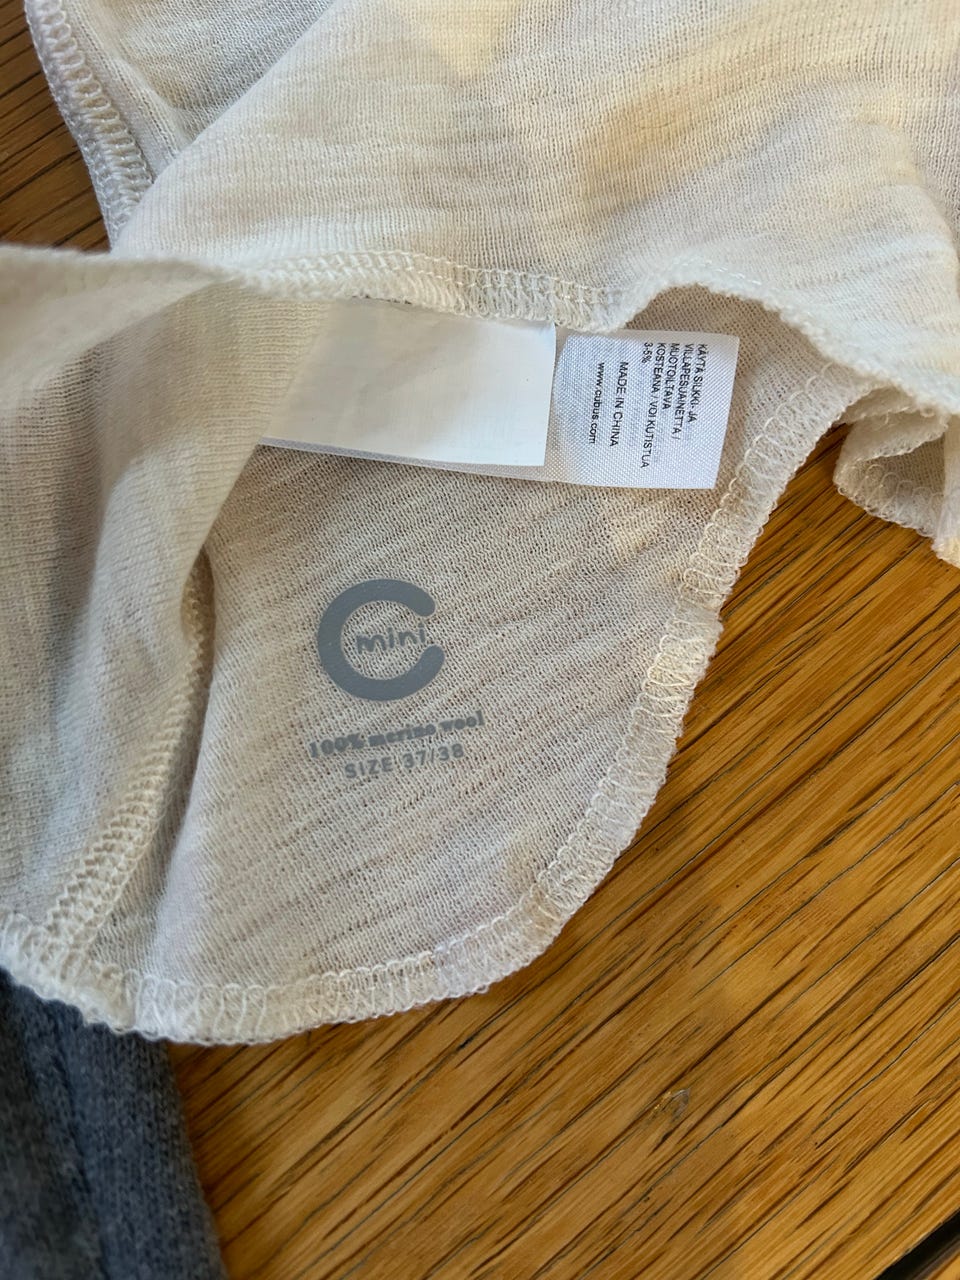 KÄYTÄ SILKKI- JA
VILLAPESUAINETTA /
MUOTOILTAVA
KOSTEANA / VOI KUTISTUA
3-5%
MADE IN CHINA
www.cubus.com
mini
100% merino wool
SIZE 37/38